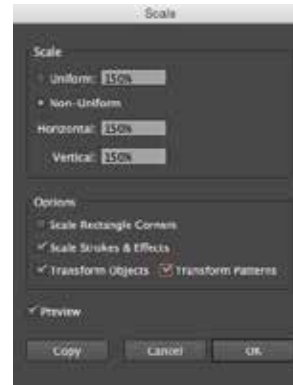 Scale
Scale
Uniform: 150%
Non-Uniform
Horizontal: 150%
Vertical: 150%
Options
Scale Rectangle Corners
Scale Strokes & Effects
Transform Objects Transform Patterns
Preview
Copy Cancel OK